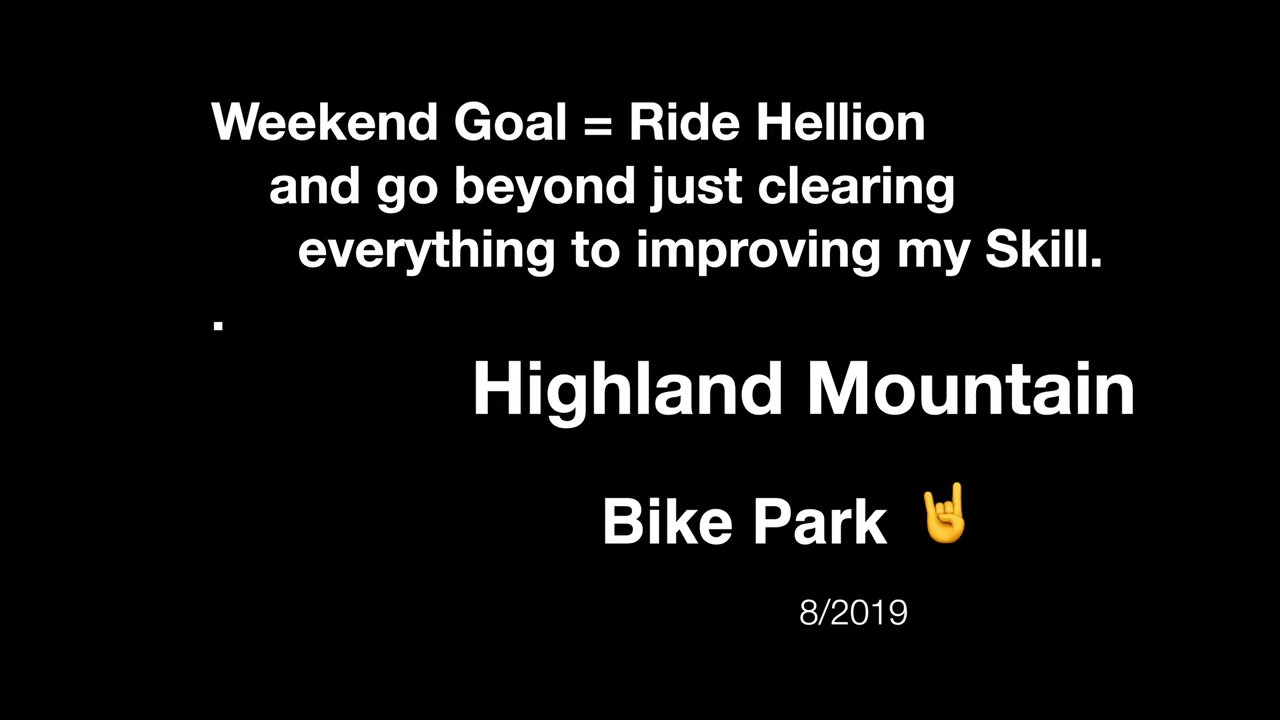 Weekend Goal = Ride Hellion
and go beyond just clearing
everything to improving my Skill.
.
Highland Mountain
Bike Park 🤘
8/2019